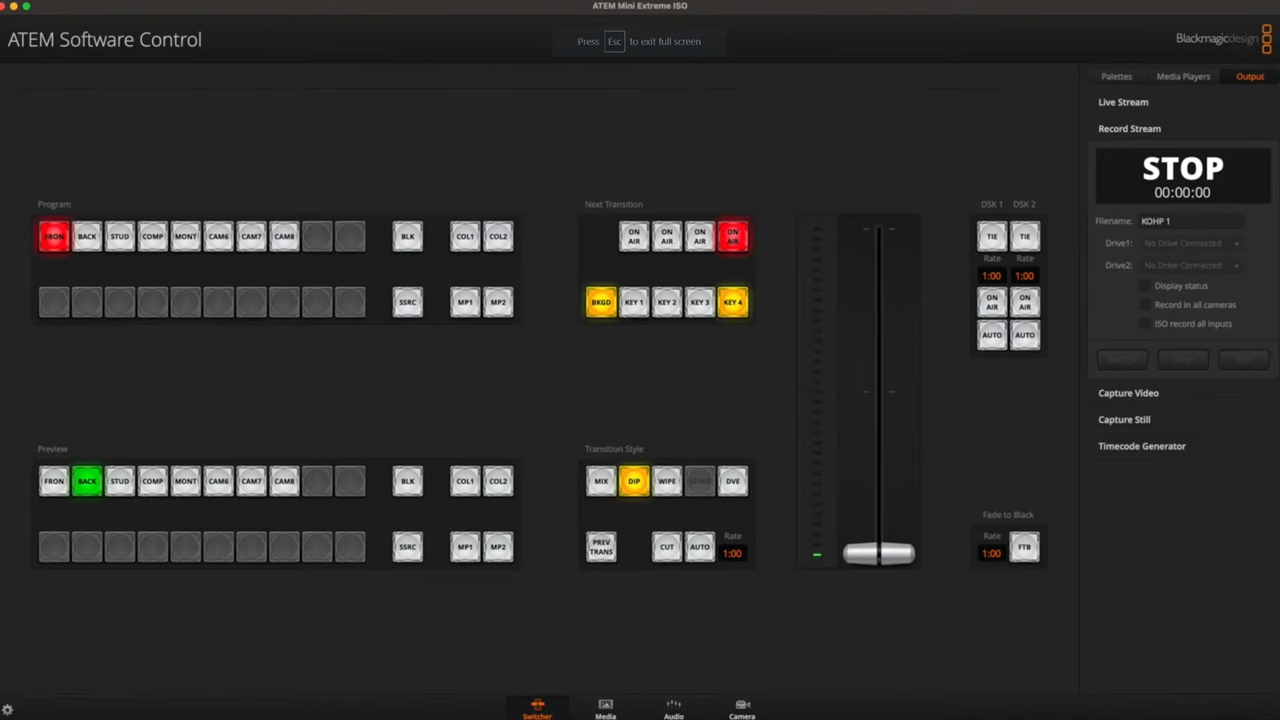 ATEM Mini Extreme ISO
ATEM Software Control
Press Esc to exit full screen
Blackmagicdesign
Palettes Media Players Output
Live Stream
Record Stream
STOP
00:00:00
Filename: KOHP 1
Drive1: No Drive Connected
Drive2: No Drive Connected
Display status
Record in all cameras
ISO record all inputs
Capture Video
Capture Still
Timecode Generator
Program
FRON BACK STUD COMP MONT CAM6 CAM7 CAM8 BLK COL1 COL2
SSRC MP1 MP2
Next Transition
ON AIR ON AIR ON AIR ON AIR
BKGD KEY 1 KEY 2 KEY 3 KEY 4
DSK 1 DSK 2
TIE TIE
Rate Rate
1:00 1:00
ON AIR ON AIR
AUTO AUTO
Preview
FRON BACK STUD COMP MONT CAM6 CAM7 CAM8 BLK COL1 COL2
SSRC MP1 MP2
Transition Style
MIX DIP WIPE DVE
PREV TRANS CUT AUTO Rate 1:00
Fade to Black
Rate
1:00 FTB
Switcher Media Audio Camera